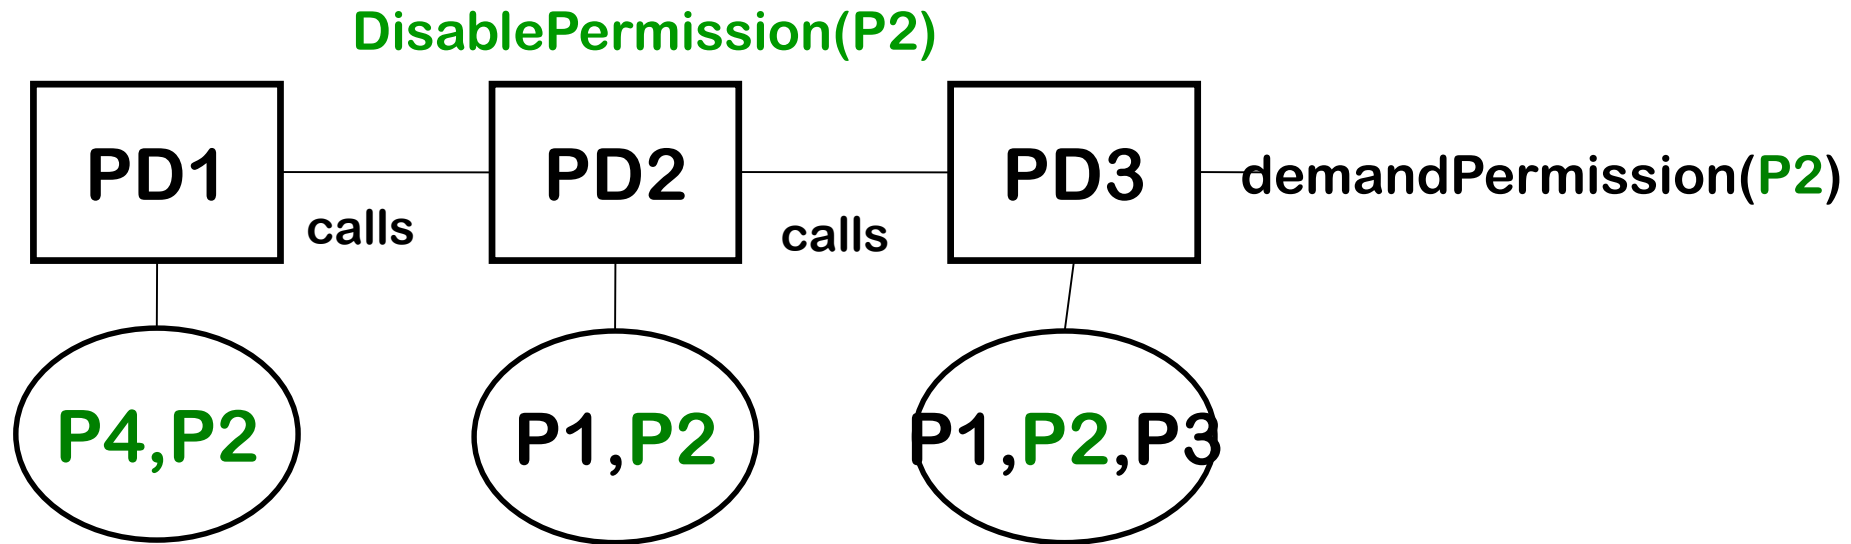 DisablePermission(P2)
PD1
PD2
PD3
demandPermission(P2)
calls
calls
P4,P2
P1,P2
P1,P2,P3